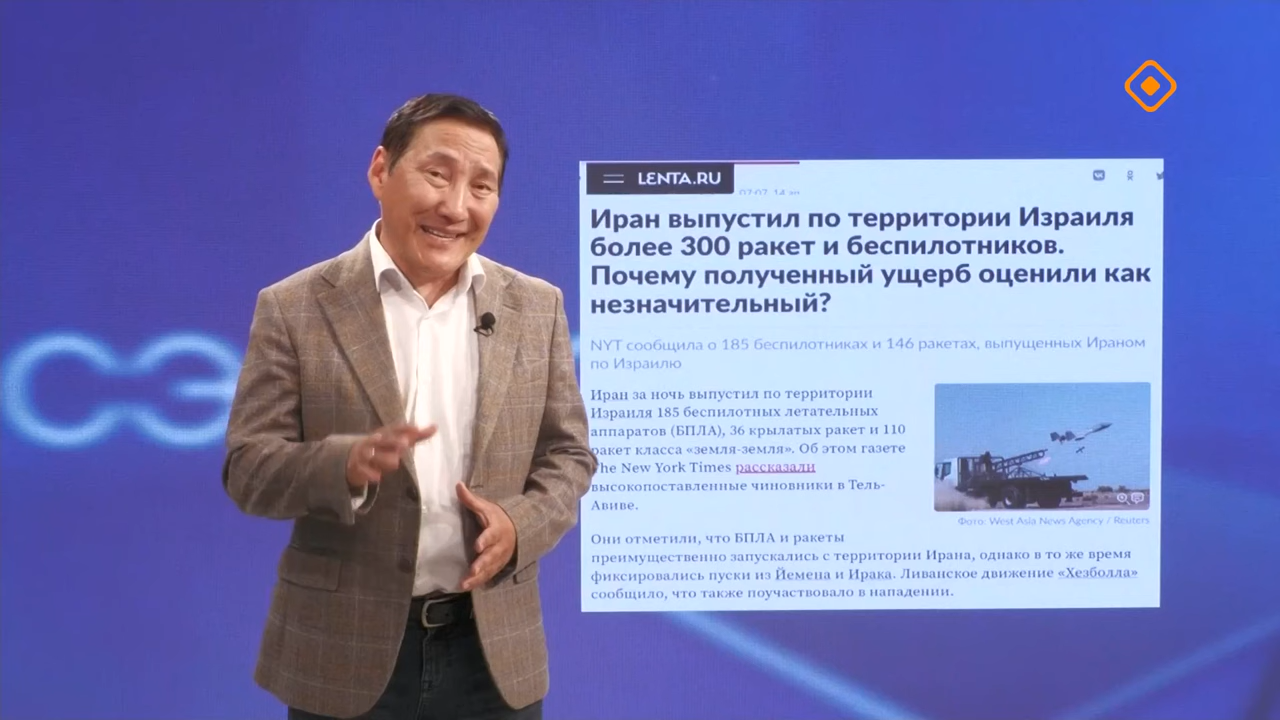 LENTA.RU
Иран выпустил по территории Израиля
более 300 ракет и беспилотников.
Почему полученный ущерб оценили как
незначительный?
NYT сообщила о 185 беспилотниках и 146 ракетах, выпущенных Ираном
по Израилю
Иран за ночь выпустил по территории
Израиля 185 беспилотных летательных
аппаратов (БПЛА), 36 крылатых ракет и 110
ракет класса «земля-земля». Об этом газете
The New York Times рассказали
высокопоставленные чиновники в Тель-
Авиве.
Фото: West Asia News Agency / Reuters
Они отметили, что БПЛА и ракеты
преимущественно запускались с территории Ирана, однако в то же время
фиксировались пуски из Йемена и Ирака. Ливанское движение «Хезболла»
сообщило, что также поучаствовало в нападении.